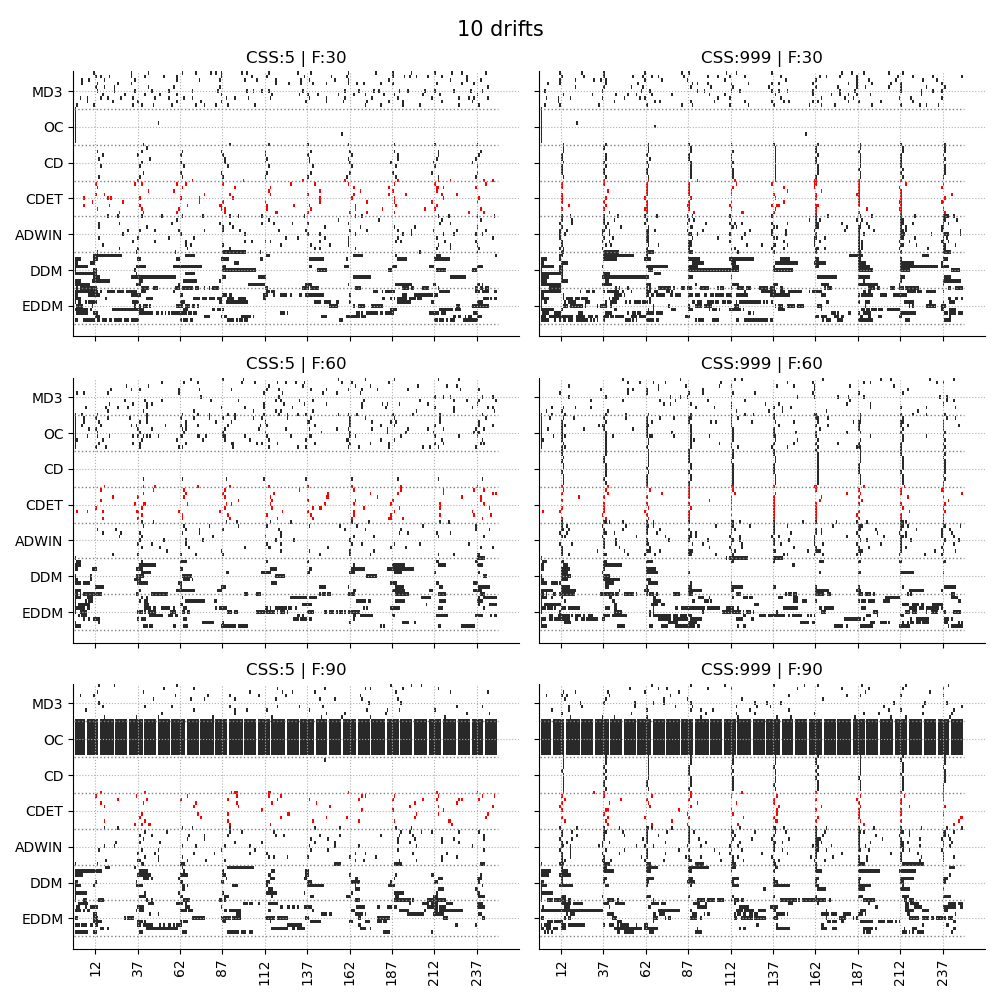 10 drifts
CSS:5 | F:30
CSS:999 | F:30
MD3
OC
CD
CDET
ADWIN
DDM
EDDM
CSS:5 | F:60
CSS:999 | F:60
MD3
OC
CD
CDET
ADWIN
DDM
EDDM
CSS:5 | F:90
CSS:999 | F:90
MD3
OC
CD
CDET
ADWIN
DDM
EDDM
12 37 62 87 112 137 162 187 212 237
12 37 62 87 112 137 162 187 212 237